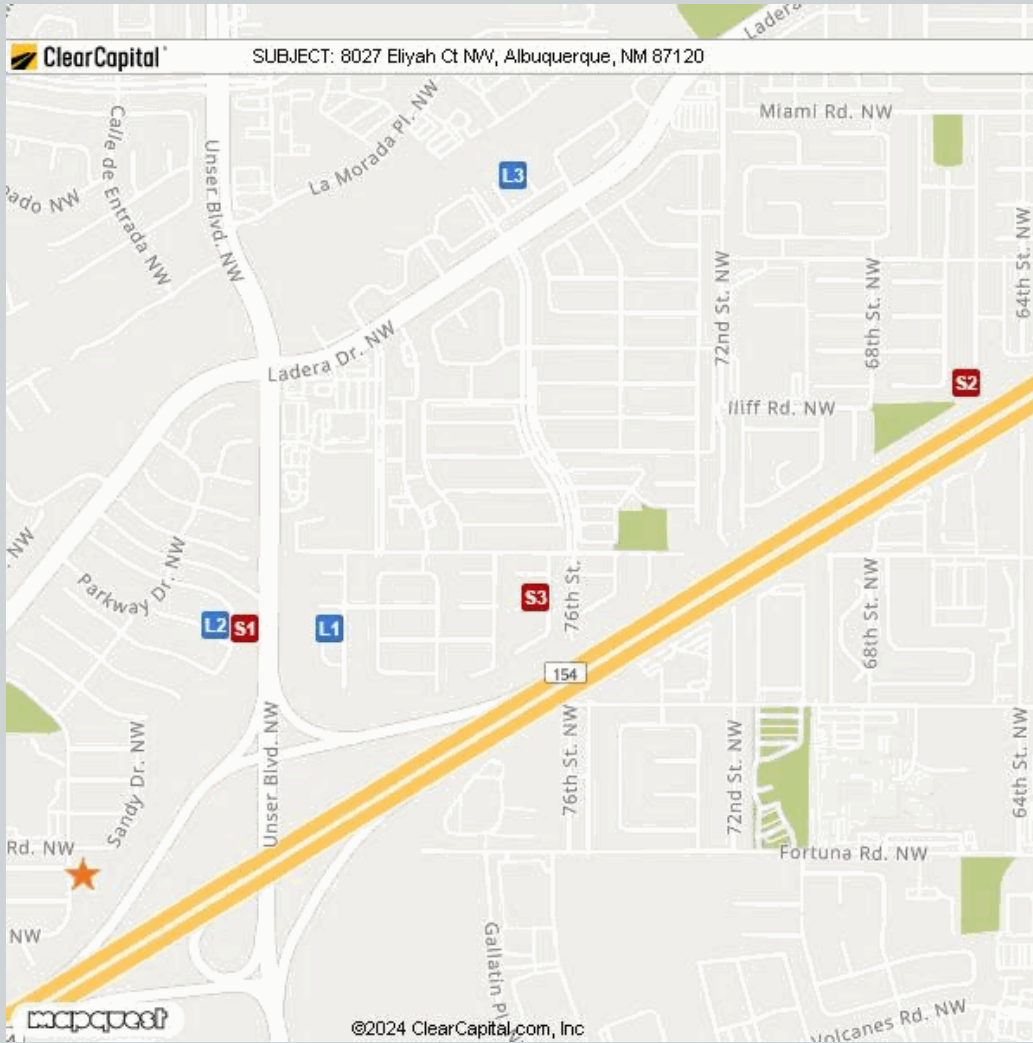 Ladera
ClearCapital
SUBJECT: 8027 Eliyah Ct NW, Albuquerque, NM 87120
Miami Rd. NW
Calle de Entrada NW
La Morada Pl. NW
Unser Blvd. NW
L3
NW
64th St. NW
72nd St. NW
68th St. NW
Ladera Dr. NW
S2
Iliff Rd. NW
NW
Parkway Dr. NW
S3
76th St.
L2
S1
L1
68th St. NW
154
Sandy Dr. NW
Unser Blvd. NW
76th St. NW
72nd St. NW
64th St. NW
Rd. NW
Fortuna Rd. NW
NW
Gallatin Pl.
Volcanes Rd. NW
mapquest
©2024 ClearCapital.com, Inc